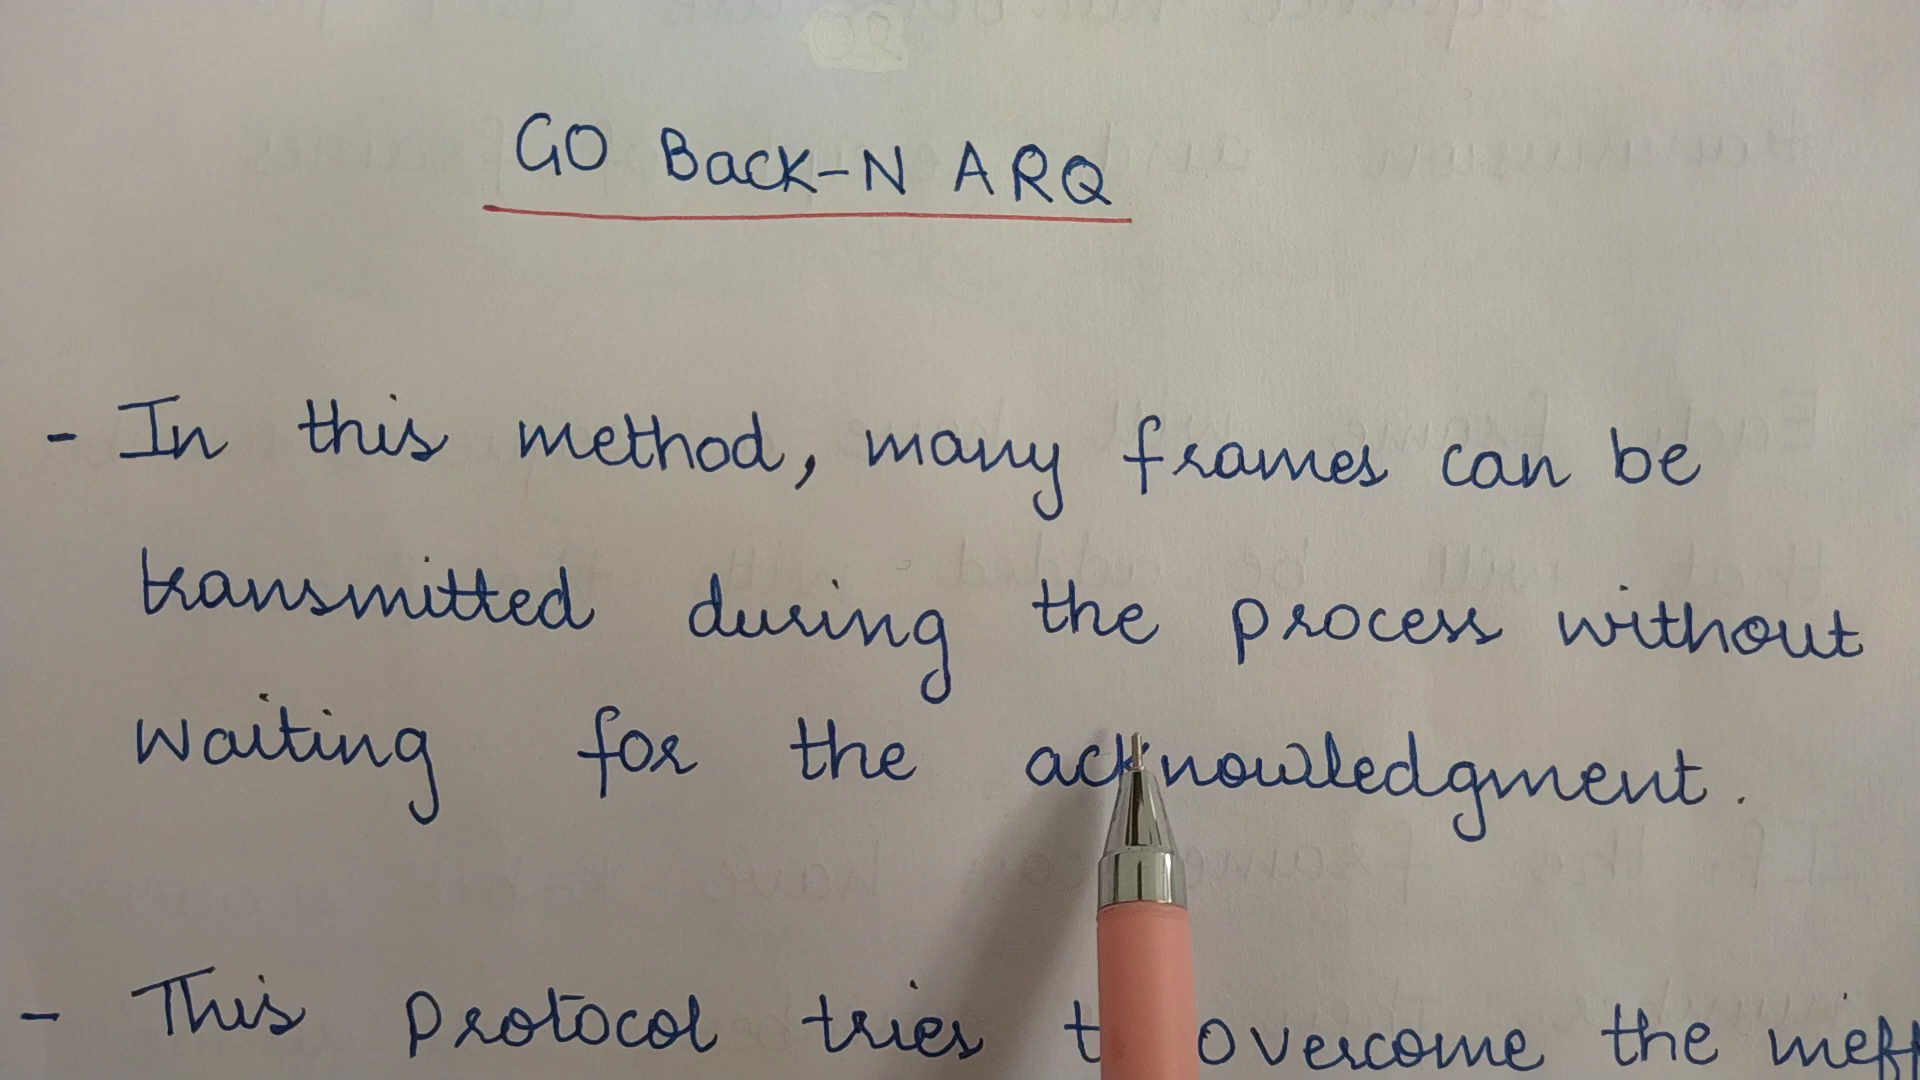 GO Back-N ARQ
- In this method, many frames can be
transmitted during the process without
waiting for the acknowledgment.
- This protocol tries overcome the